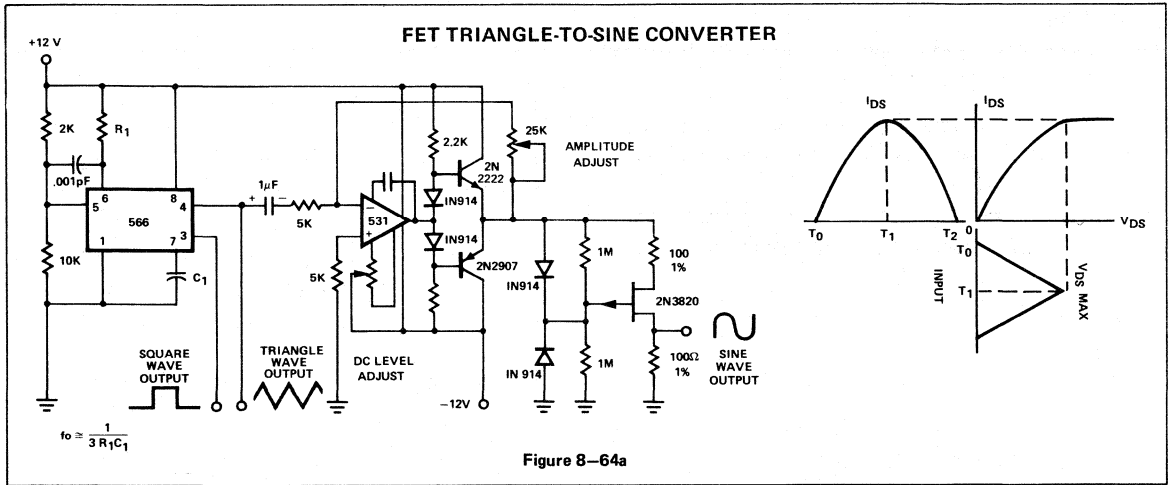 FET TRIANGLE-TO-SINE CONVERTER
+12 V
2K
R1
.001pF
6
8
5
566
4
3
1
7
10K
C1
1μF
+
−
5K
−
531
+
5K
2.2K
IN914
IN914
2N
2222
2N2907
25K
AMPLITUDE
ADJUST
1M
100
1%
IN914
2N3820
IN 914
1M
100Ω
1%
SINE
WAVE
OUTPUT
SQUARE
WAVE
OUTPUT
TRIANGLE
WAVE
OUTPUT
DC LEVEL
ADJUST
−12V
fo ≅ 1
3 R1C1
IDS
T0
T1
T2
IDS
VDS
0
T0
T1
INPUT
VDS MAX
Figure 8–64a